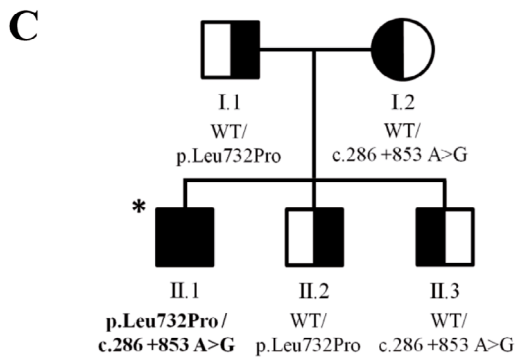 C
I.1
I.2
WT/
WT/
p.Leu732Pro
c.286 +853 A>G
*
II.1
II.2
II.3
p.Leu732Pro /
WT/
WT/
c.286 +853 A>G
p.Leu732Pro
c.286 +853 A>G